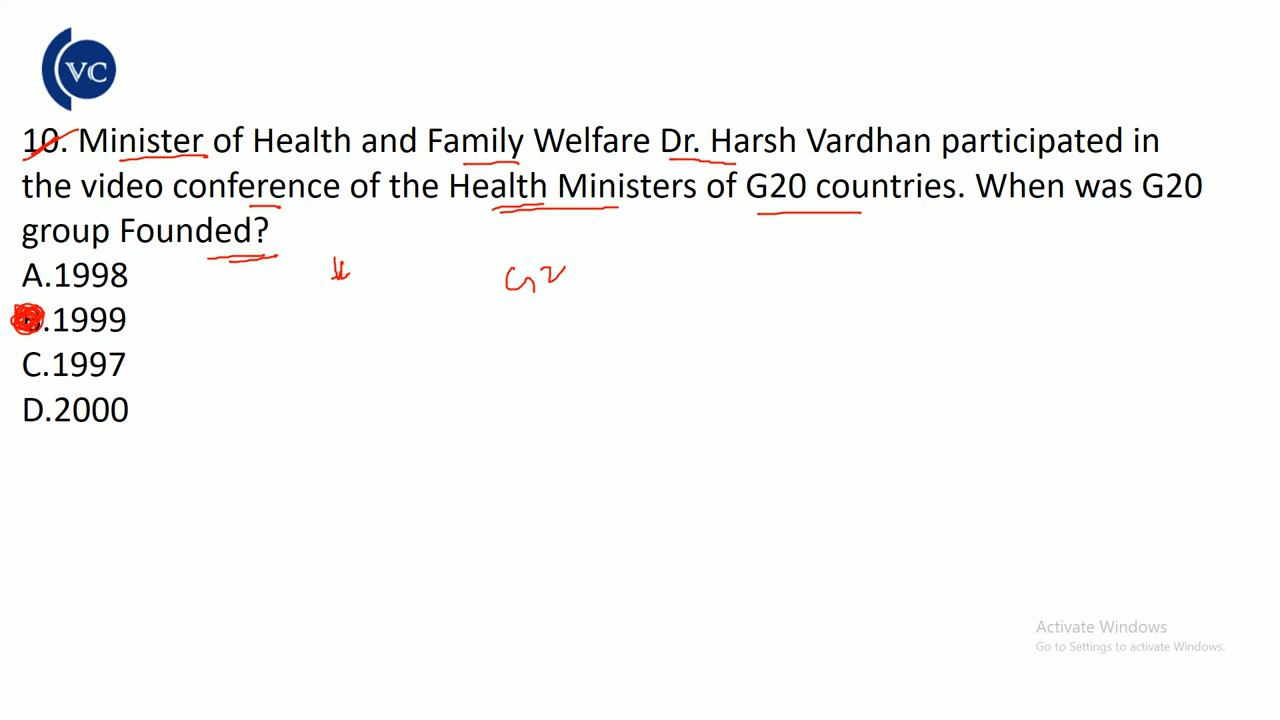 VC
10. Minister of Health and Family Welfare Dr. Harsh Vardhan participated in
the video conference of the Health Ministers of G20 countries. When was G20
group Founded?
A.1998
G2
.1999
C.1997
D.2000
Activate Windows
Go to Settings to activate Windows.